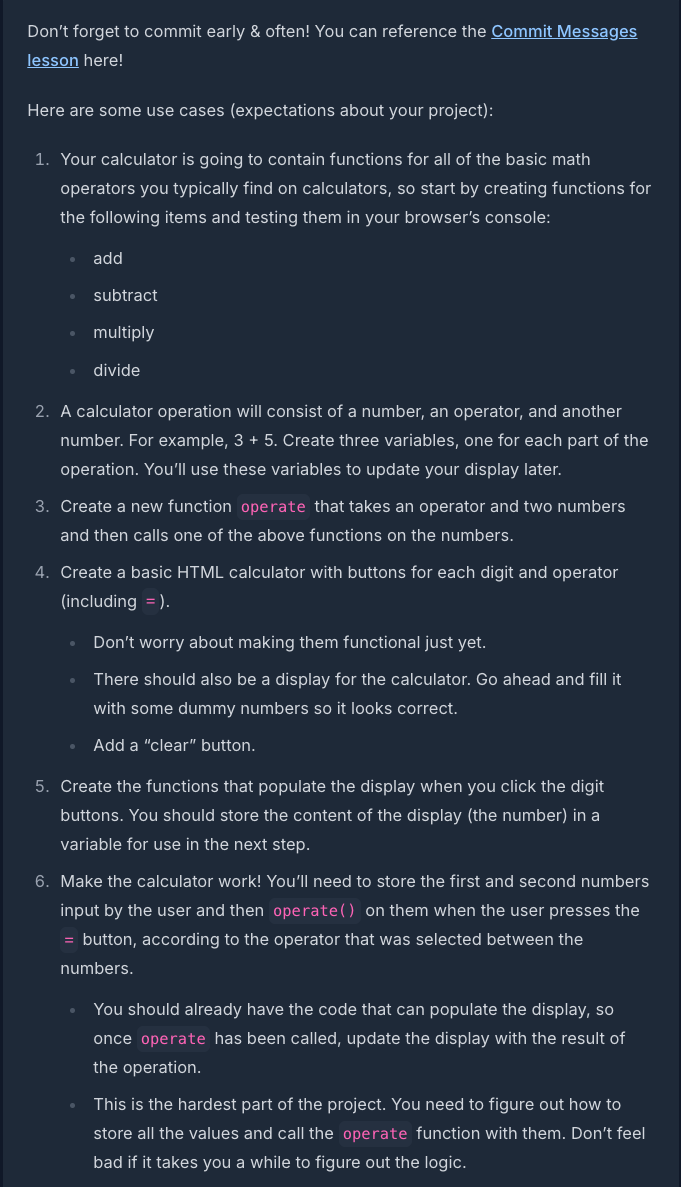 Don’t forget to commit early & often! You can reference the Commit Messages
lesson here!
Here are some use cases (expectations about your project):
1. Your calculator is going to contain functions for all of the basic math
operators you typically find on calculators, so start by creating functions for
the following items and testing them in your browser’s console:
• add
• subtract
• multiply
• divide
2. A calculator operation will consist of a number, an operator, and another
number. For example, 3 + 5. Create three variables, one for each part of the
operation. You’ll use these variables to update your display later.
3. Create a new function operate that takes an operator and two numbers
and then calls one of the above functions on the numbers.
4. Create a basic HTML calculator with buttons for each digit and operator
(including =).
• Don’t worry about making them functional just yet.
• There should also be a display for the calculator. Go ahead and fill it
with some dummy numbers so it looks correct.
• Add a “clear” button.
5. Create the functions that populate the display when you click the digit
buttons. You should store the content of the display (the number) in a
variable for use in the next step.
6. Make the calculator work! You’ll need to store the first and second numbers
input by the user and then operate() on them when the user presses the
= button, according to the operator that was selected between the
numbers.
• You should already have the code that can populate the display, so
once operate has been called, update the display with the result of
the operation.
• This is the hardest part of the project. You need to figure out how to
store all the values and call the operate function with them. Don’t feel
bad if it takes you a while to figure out the logic.